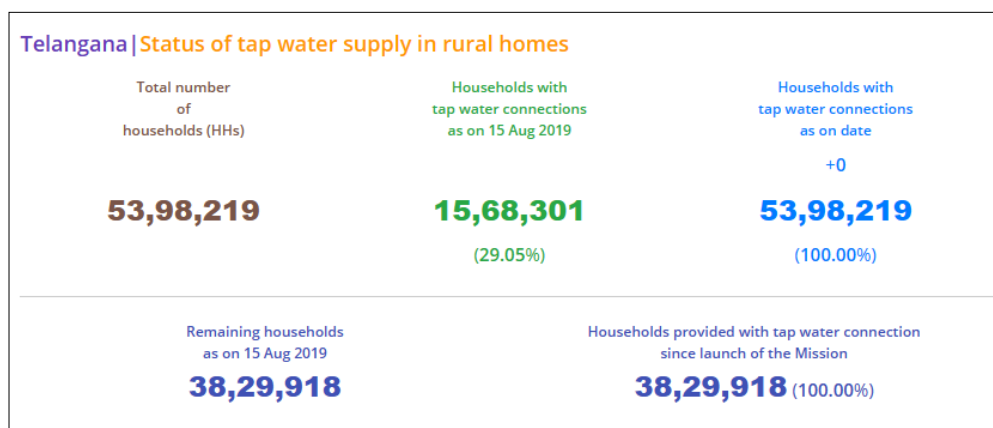 Telangana|Status of tap water supply in rural homes
Total number
of
households (HHs)
53,98,219
Households with
tap water connections
as on 15 Aug 2019
15,68,301
(29.05%)
Households with
tap water connections
as on date
+0
53,98,219
(100.00%)
Remaining households
as on 15 Aug 2019
38,29,918
Households provided with tap water connection
since launch of the Mission
38,29,918 (100.00%)